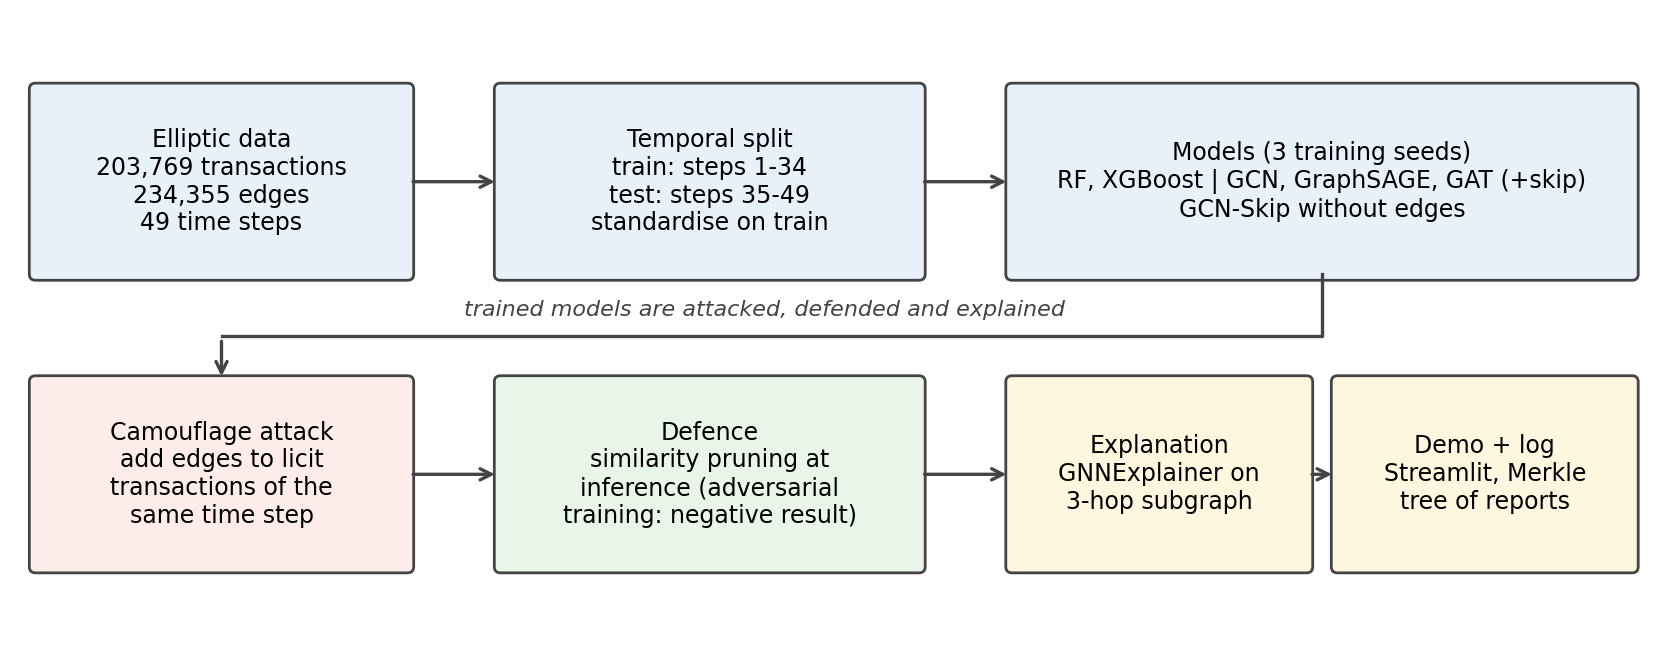 Elliptic data
203,769 transactions
234,355 edges
49 time steps
Temporal split
train: steps 1-34
test: steps 35-49
standardise on train
Models (3 training seeds)
RF, XGBoost | GCN, GraphSAGE, GAT (+skip)
GCN-Skip without edges
trained models are attacked, defended and explained
Camouflage attack
add edges to licit
transactions of the
same time step
Defence
similarity pruning at
inference (adversarial
training: negative result)
Explanation
GNNExplainer on
3-hop subgraph
Demo + log
Streamlit, Merkle
tree of reports